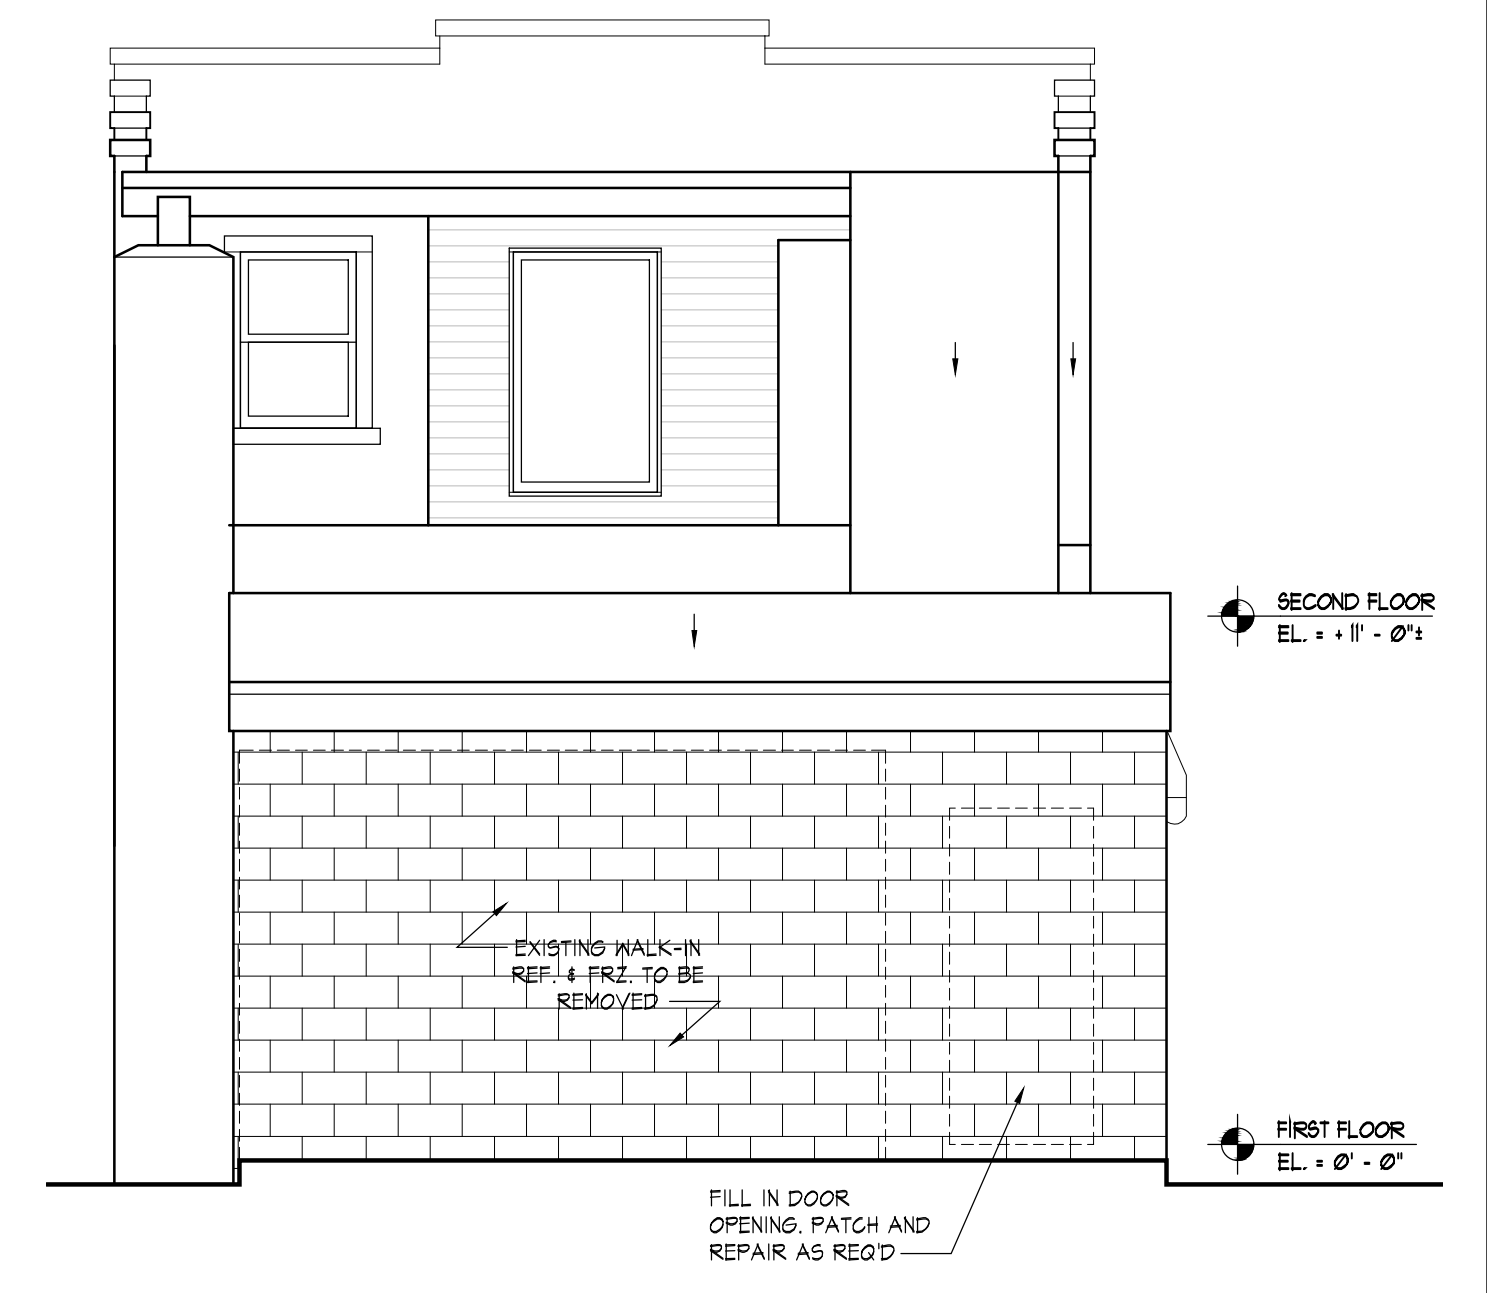 SECOND FLOOR
EL. = + 11' - 0"±
EXISTING WALK-IN
REF. & FRZ. TO BE
REMOVED
FIRST FLOOR
EL. = 0' - 0"
FILL IN DOOR
OPENING. PATCH AND
REPAIR AS REQ'D